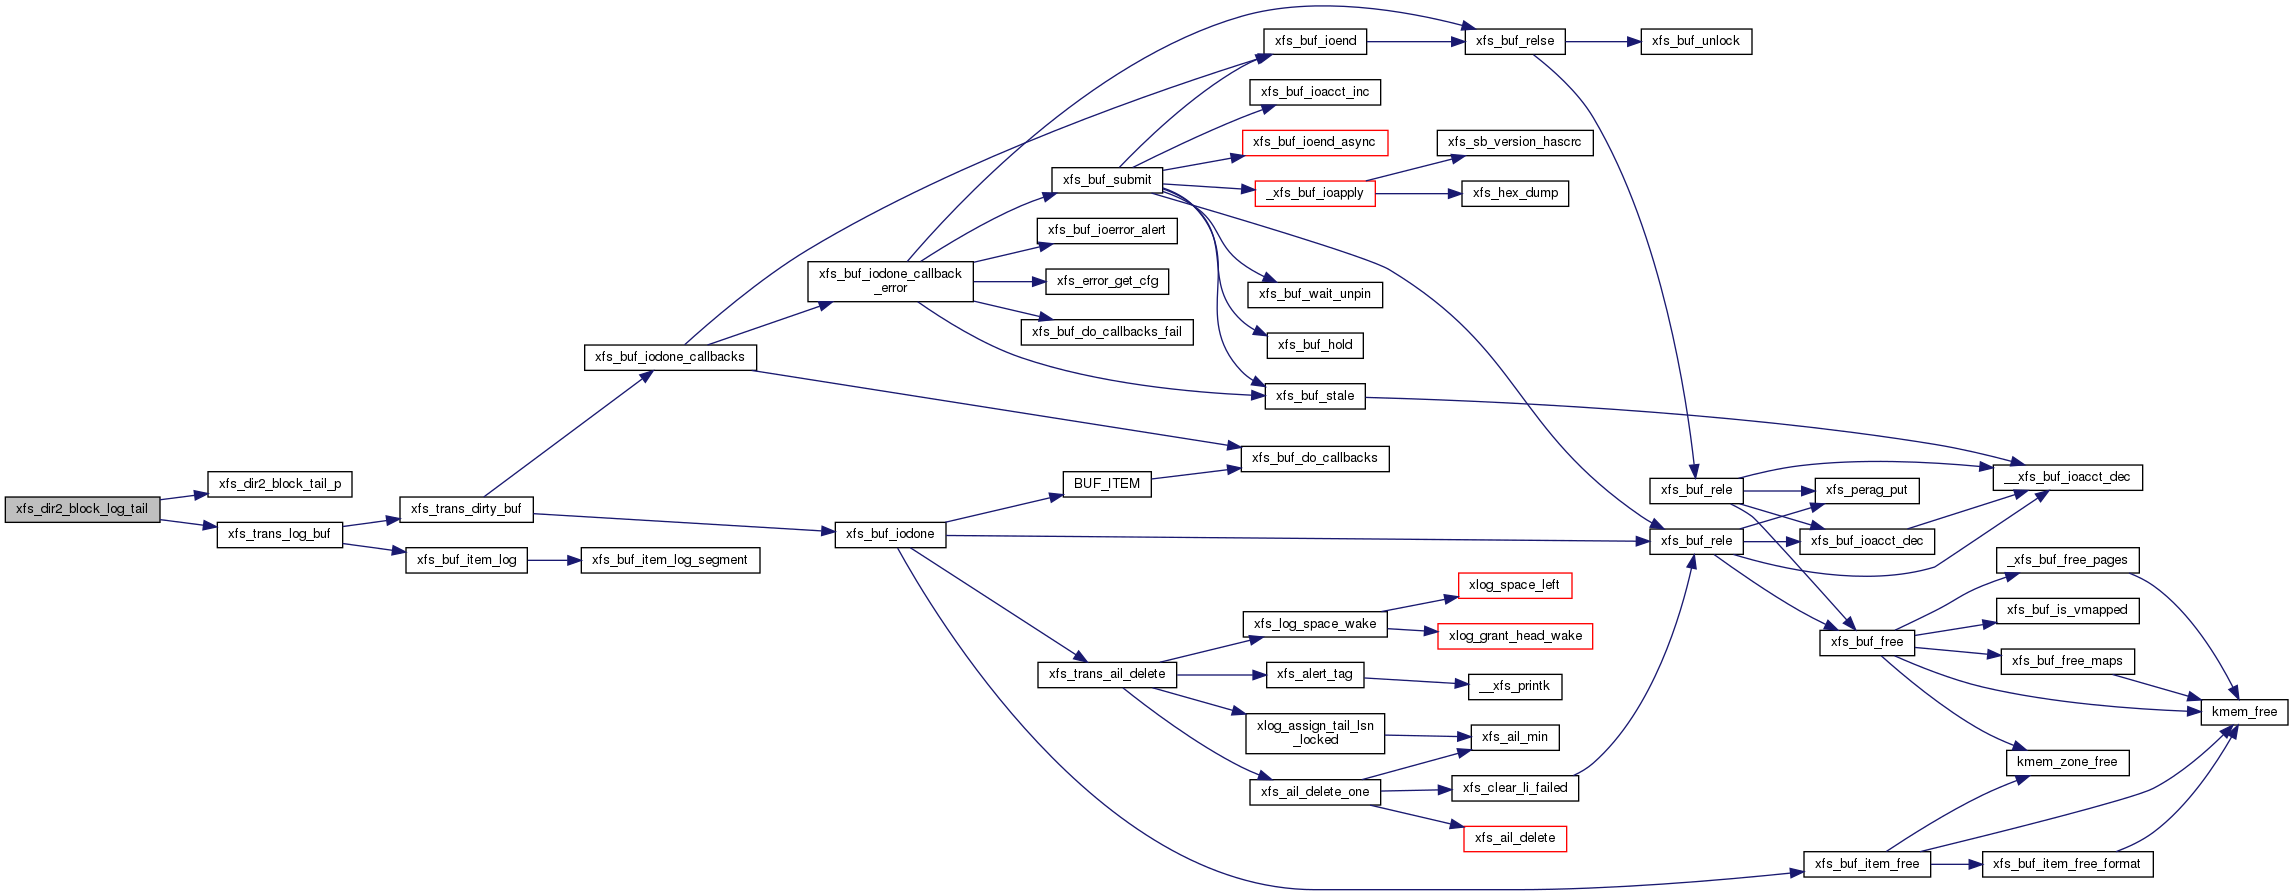 xfs_dir2_block_log_tail
xfs_dir2_block_tail_p
xfs_trans_log_buf
xfs_trans_dirty_buf
xfs_buf_item_log
xfs_buf_item_log_segment
xfs_buf_iodone_callbacks
xfs_buf_iodone
xfs_buf_iodone_callback
_error
xfs_buf_submit
xfs_buf_ioerror_alert
xfs_error_get_cfg
xfs_buf_do_callbacks_fail
BUF_ITEM
xfs_trans_ail_delete
xfs_buf_ioend
xfs_buf_ioacct_inc
xfs_buf_ioend_async
_xfs_buf_ioapply
xfs_buf_wait_unpin
xfs_buf_hold
xfs_buf_stale
xfs_buf_do_callbacks
xfs_log_space_wake
xfs_alert_tag
xlog_assign_tail_lsn
_locked
xfs_ail_delete_one
xfs_buf_relse
xfs_sb_version_hascrc
xfs_hex_dump
xlog_space_left
xlog_grant_head_wake
__xfs_printk
xfs_ail_min
xfs_clear_li_failed
xfs_ail_delete
xfs_buf_unlock
xfs_buf_rele
xfs_buf_rele
xfs_perag_put
xfs_buf_ioacct_dec
xfs_buf_free
xfs_buf_item_free
__xfs_buf_ioacct_dec
_xfs_buf_free_pages
xfs_buf_is_vmapped
xfs_buf_free_maps
kmem_zone_free
xfs_buf_item_free_format
kmem_free